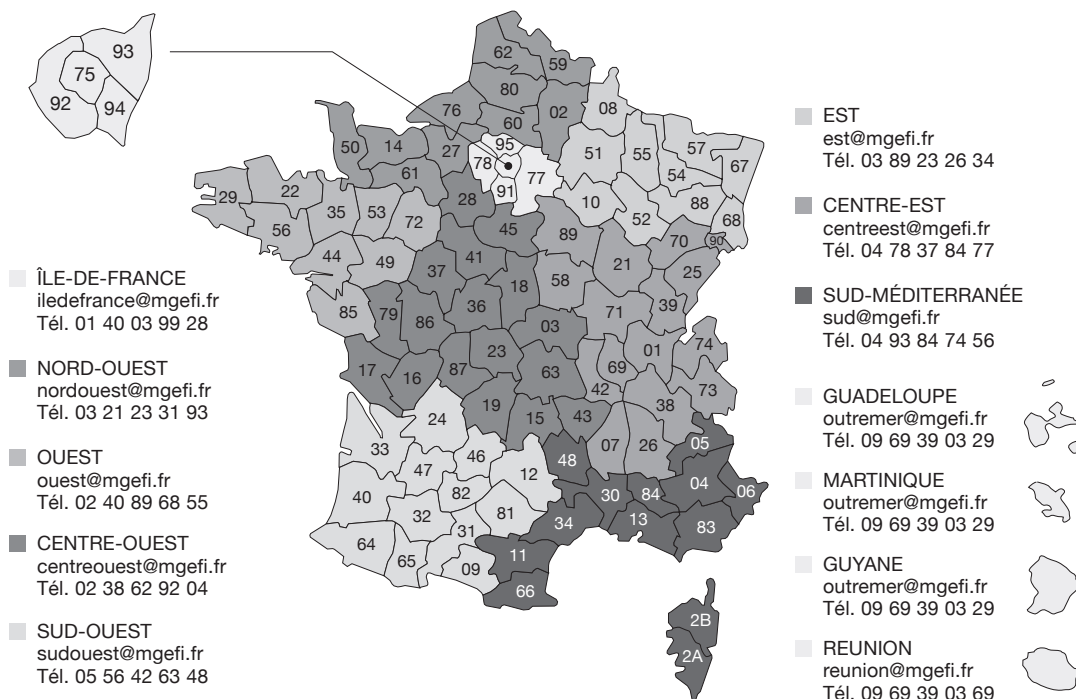 93
75
92
94
62
59
80
02
08
76
60
50
14
27
95
78
77
91
61
51
55
57
54
67
88
68
10
52
29
22
35
53
72
56
28
45
89
70
90
44
49
37
41
18
58
21
25
39
85
79
86
36
71
03
01
74
17
16
87
23
63
69
42
73
38
19
15
43
07
26
05
24
33
46
48
47
12
04
06
40
82
30
84
32
81
34
13
83
31
64
65
09
11
66
2B
2A
ÎLE-DE-FRANCE
iledefrance@mgefi.fr
Tél. 01 40 03 99 28
NORD-OUEST
nordouest@mgefi.fr
Tél. 03 21 23 31 93
OUEST
ouest@mgefi.fr
Tél. 02 40 89 68 55
CENTRE-OUEST
centreouest@mgefi.fr
Tél. 02 38 62 92 04
SUD-OUEST
sudouest@mgefi.fr
Tél. 05 56 42 63 48
EST
est@mgefi.fr
Tél. 03 89 23 26 34
CENTRE-EST
centreest@mgefi.fr
Tél. 04 78 37 84 77
SUD-MÉDITERRANÉE
sud@mgefi.fr
Tél. 04 93 84 74 56
GUADELOUPE
outremer@mgefi.fr
Tél. 09 69 39 03 29
MARTINIQUE
outremer@mgefi.fr
Tél. 09 69 39 03 29
GUYANE
outremer@mgefi.fr
Tél. 09 69 39 03 29
REUNION
reunion@mgefi.fr
Tél. 09 69 39 03 69